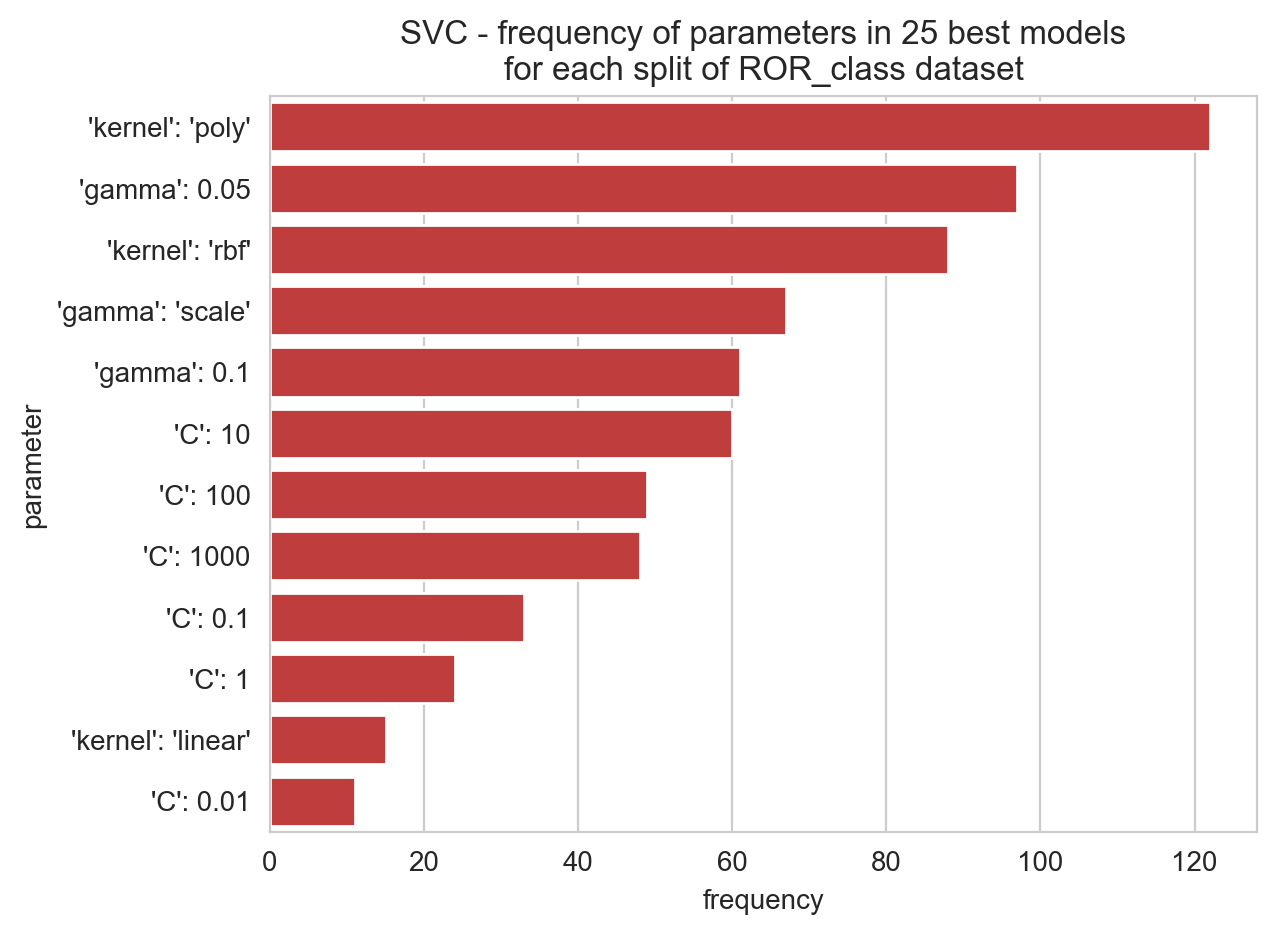 SVC - frequency of parameters in 25 best models
for each split of ROR_class dataset
parameter
'kernel': 'poly'
'gamma': 0.05
'kernel': 'rbf'
'gamma': 'scale'
'gamma': 0.1
'C': 10
'C': 100
'C': 1000
'C': 0.1
'C': 1
'kernel': 'linear'
'C': 0.01
0 20 40 60 80 100 120
frequency